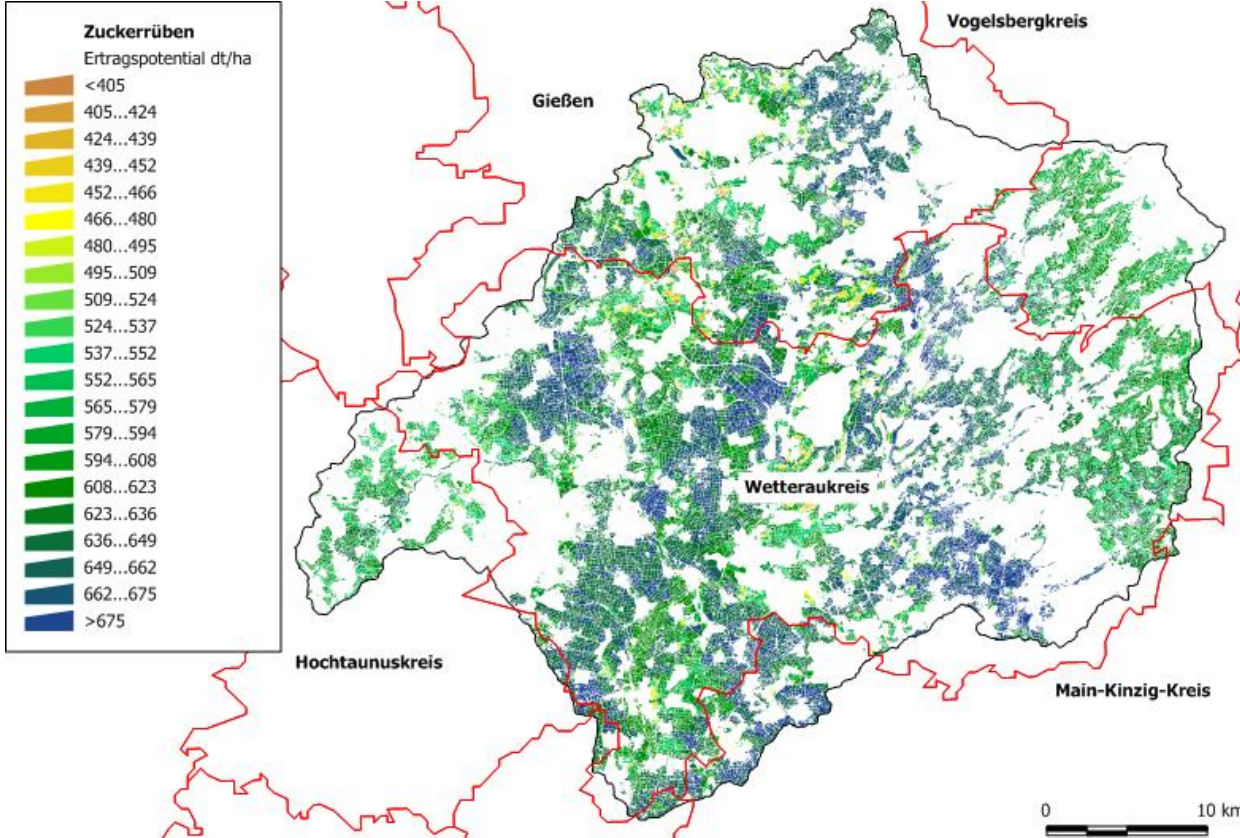 Zuckerrüben
Ertragspotential dt/ha
<405
405...424
424...439
439...452
452...466
466...480
480...495
495...509
509...524
524...537
537...552
552...565
565...579
579...594
594...608
608...623
623...636
636...649
649...662
662...675
>675
Vogelsbergkreis
Gießen
Wetteraukreis
Hochtaunuskreis
Main-Kinzig-Kreis
0 10 km